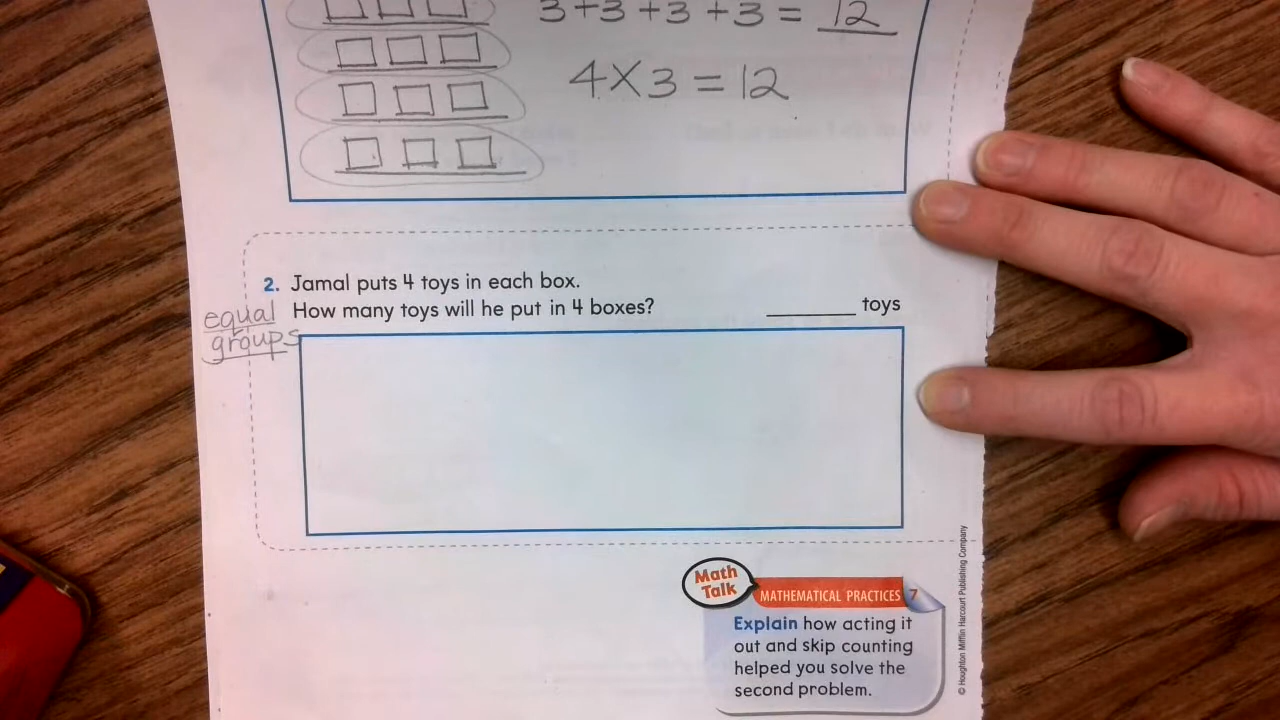 3+3+3+3 = 12
4×3 = 12
2. Jamal puts 4 toys in each box.
How many toys will he put in 4 boxes? ________ toys
equal
groups
Math
Talk
MATHEMATICAL PRACTICES 7
Explain how acting it
out and skip counting
helped you solve the
second problem.
© Houghton Mifflin Harcourt Publishing Company